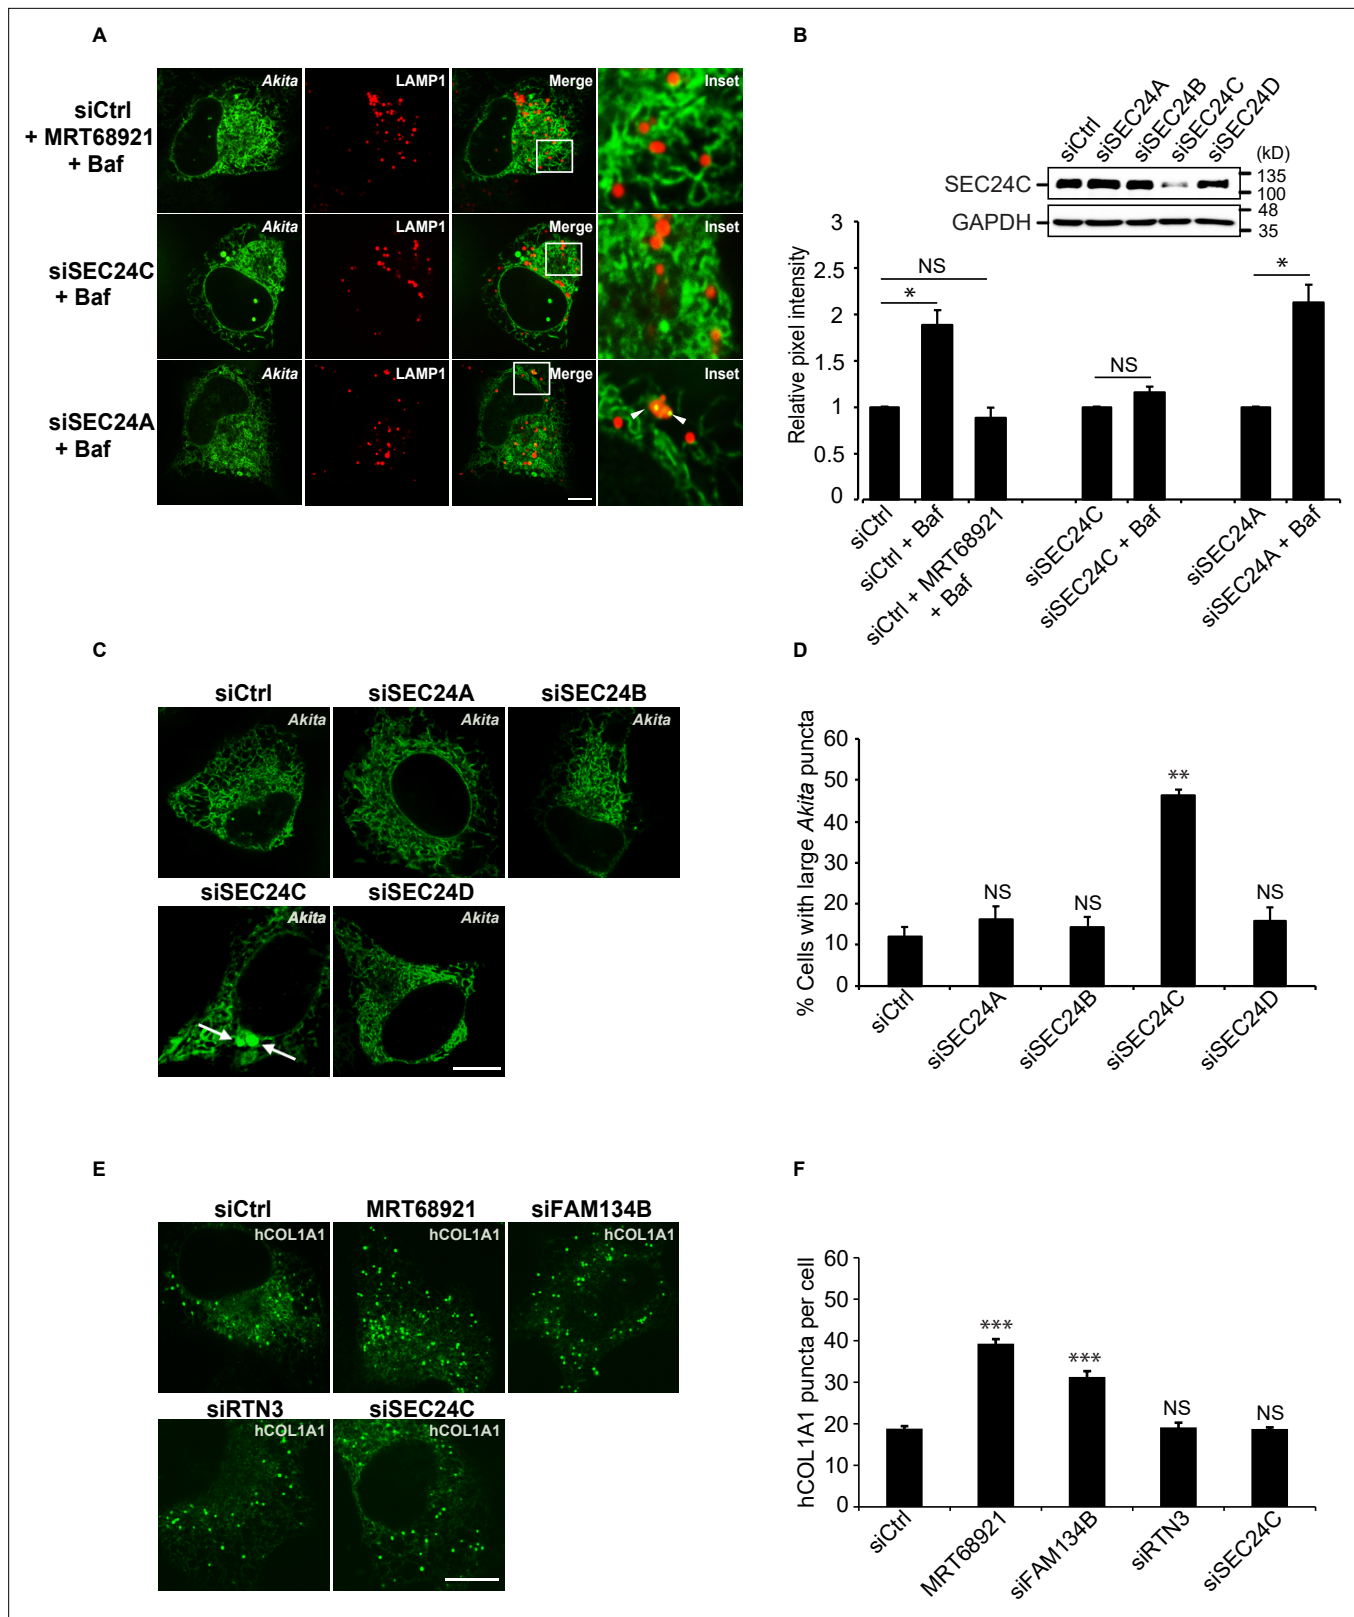 A
siCtrl
+ MRT68921
+ Baf
Akita
LAMP1
Merge
Inset
siSEC24C
+ Baf
Akita
LAMP1
Merge
Inset
siSEC24A
+ Baf
Akita
LAMP1
Merge
Inset
B
siCtrl
siSEC24A
siSEC24B
siSEC24C
siSEC24D
(kD)
SEC24C
135
100
GAPDH
48
35
Relative pixel intensity
3
2.5
2
1.5
1
0.5
0
NS
*
NS
*
siCtrl
siCtrl + Baf
siCtrl + MRT68921
+ Baf
siSEC24C
siSEC24C + Baf
siSEC24A
siSEC24A + Baf
C
siCtrl
siSEC24A
siSEC24B
Akita
Akita
Akita
siSEC24C
siSEC24D
Akita
Akita
D
% Cells with large Akita puncta
60
50
40
30
20
10
0
NS
NS
**
NS
siCtrl
siSEC24A
siSEC24B
siSEC24C
siSEC24D
E
siCtrl
MRT68921
siFAM134B
hCOL1A1
hCOL1A1
hCOL1A1
siRTN3
siSEC24C
hCOL1A1
hCOL1A1
F
hCOL1A1 puncta per cell
60
50
40
30
20
10
0
***
***
NS
NS
siCtrl
MRT68921
siFAM134B
siRTN3
siSEC24C